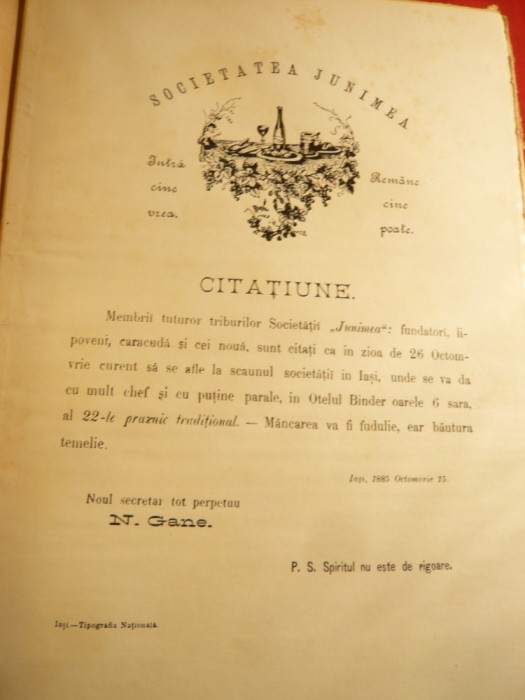 SOCIETATEA JUNIMEA
Intră
cine
vrea.
Remâne
cine
poate.
CITAȚIUNE.
Membrii tuturor triburilor Societății „Junimea“: fundatori, li-
poveni, caracudă și cei nouă, sunt citați ca in zioa de 26 Octom-
vrie curent să se afle la scaunul societății in Iași, unde se va da
cu mult chef și cu puține parale, in Otelul Binder oarele 6 sara,
al 22-le praznic tradițional. — Mâncarea va fi fudulie, ear băutura
temelie.
Iași, 1885 Octomvrie 15.
Noul secretar tot perpetuu
N. Gane.
P. S. Spiritul nu este de rigoare.
Iași.—Tipografia Națională.